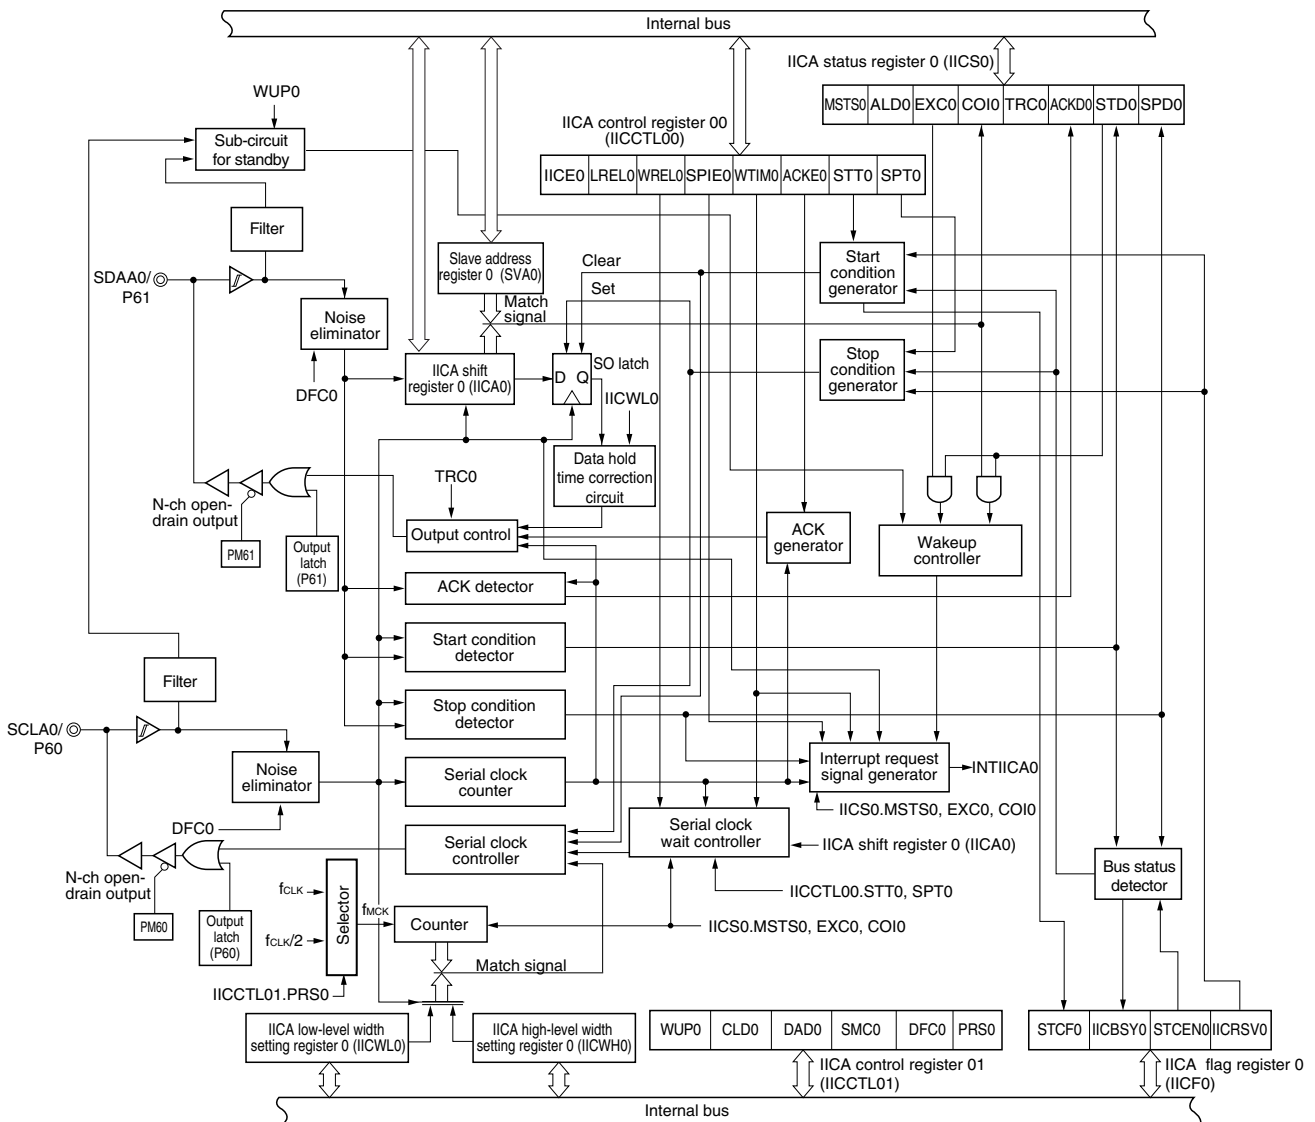 Internal bus
IICA status register 0 (IICS0)
MSTS0 ALD0 EXC0 COI0 TRC0 ACKD0 STD0 SPD0
WUP0
Sub-circuit
for standby
IICA control register 00
(IICCTL00)
IICE0 LREL0 WREL0 SPIE0 WTIM0 ACKE0 STT0 SPT0
Filter
SDAA0/
P61
Slave address
register 0 (SVA0)
Clear
Set
Start
condition
generator
Match
signal
Noise
eliminator
DFC0
IICA shift
register 0 (IICA0)
D Q
SO latch
IICWL0
Stop
condition
generator
Data hold
time correction
circuit
TRC0
N-ch open-
drain output
PM61
Output
latch
(P61)
Output control
ACK
generator
Wakeup
controller
ACK detector
Start condition
detector
Filter
Stop condition
detector
SCLA0/
P60
Noise
eliminator
DFC0
Serial clock
counter
Interrupt request
signal generator
INTIICA0
IICS0.MSTS0, EXC0, COI0
Serial clock
controller
Serial clock
wait controller
IICA shift register 0 (IICA0)
Bus status
detector
N-ch open-
drain output
PM60
Output
latch
(P60)
IICCTL00.STT0, SPT0
fCLK
fCLK/2
Selector
fMCK
Counter
IICS0.MSTS0, EXC0, COI0
Match signal
IICCTL01.PRS0
IICA low-level width
setting register 0 (IICWL0)
IICA high-level width
setting register 0 (IICWH0)
WUP0 CLD0 DAD0 SMC0 DFC0 PRS0
IICA control register 01
(IICCTL01)
STCF0 IICBSY0 STCEN0 IICRSV0
IICA flag register 0
(IICF0)
Internal bus